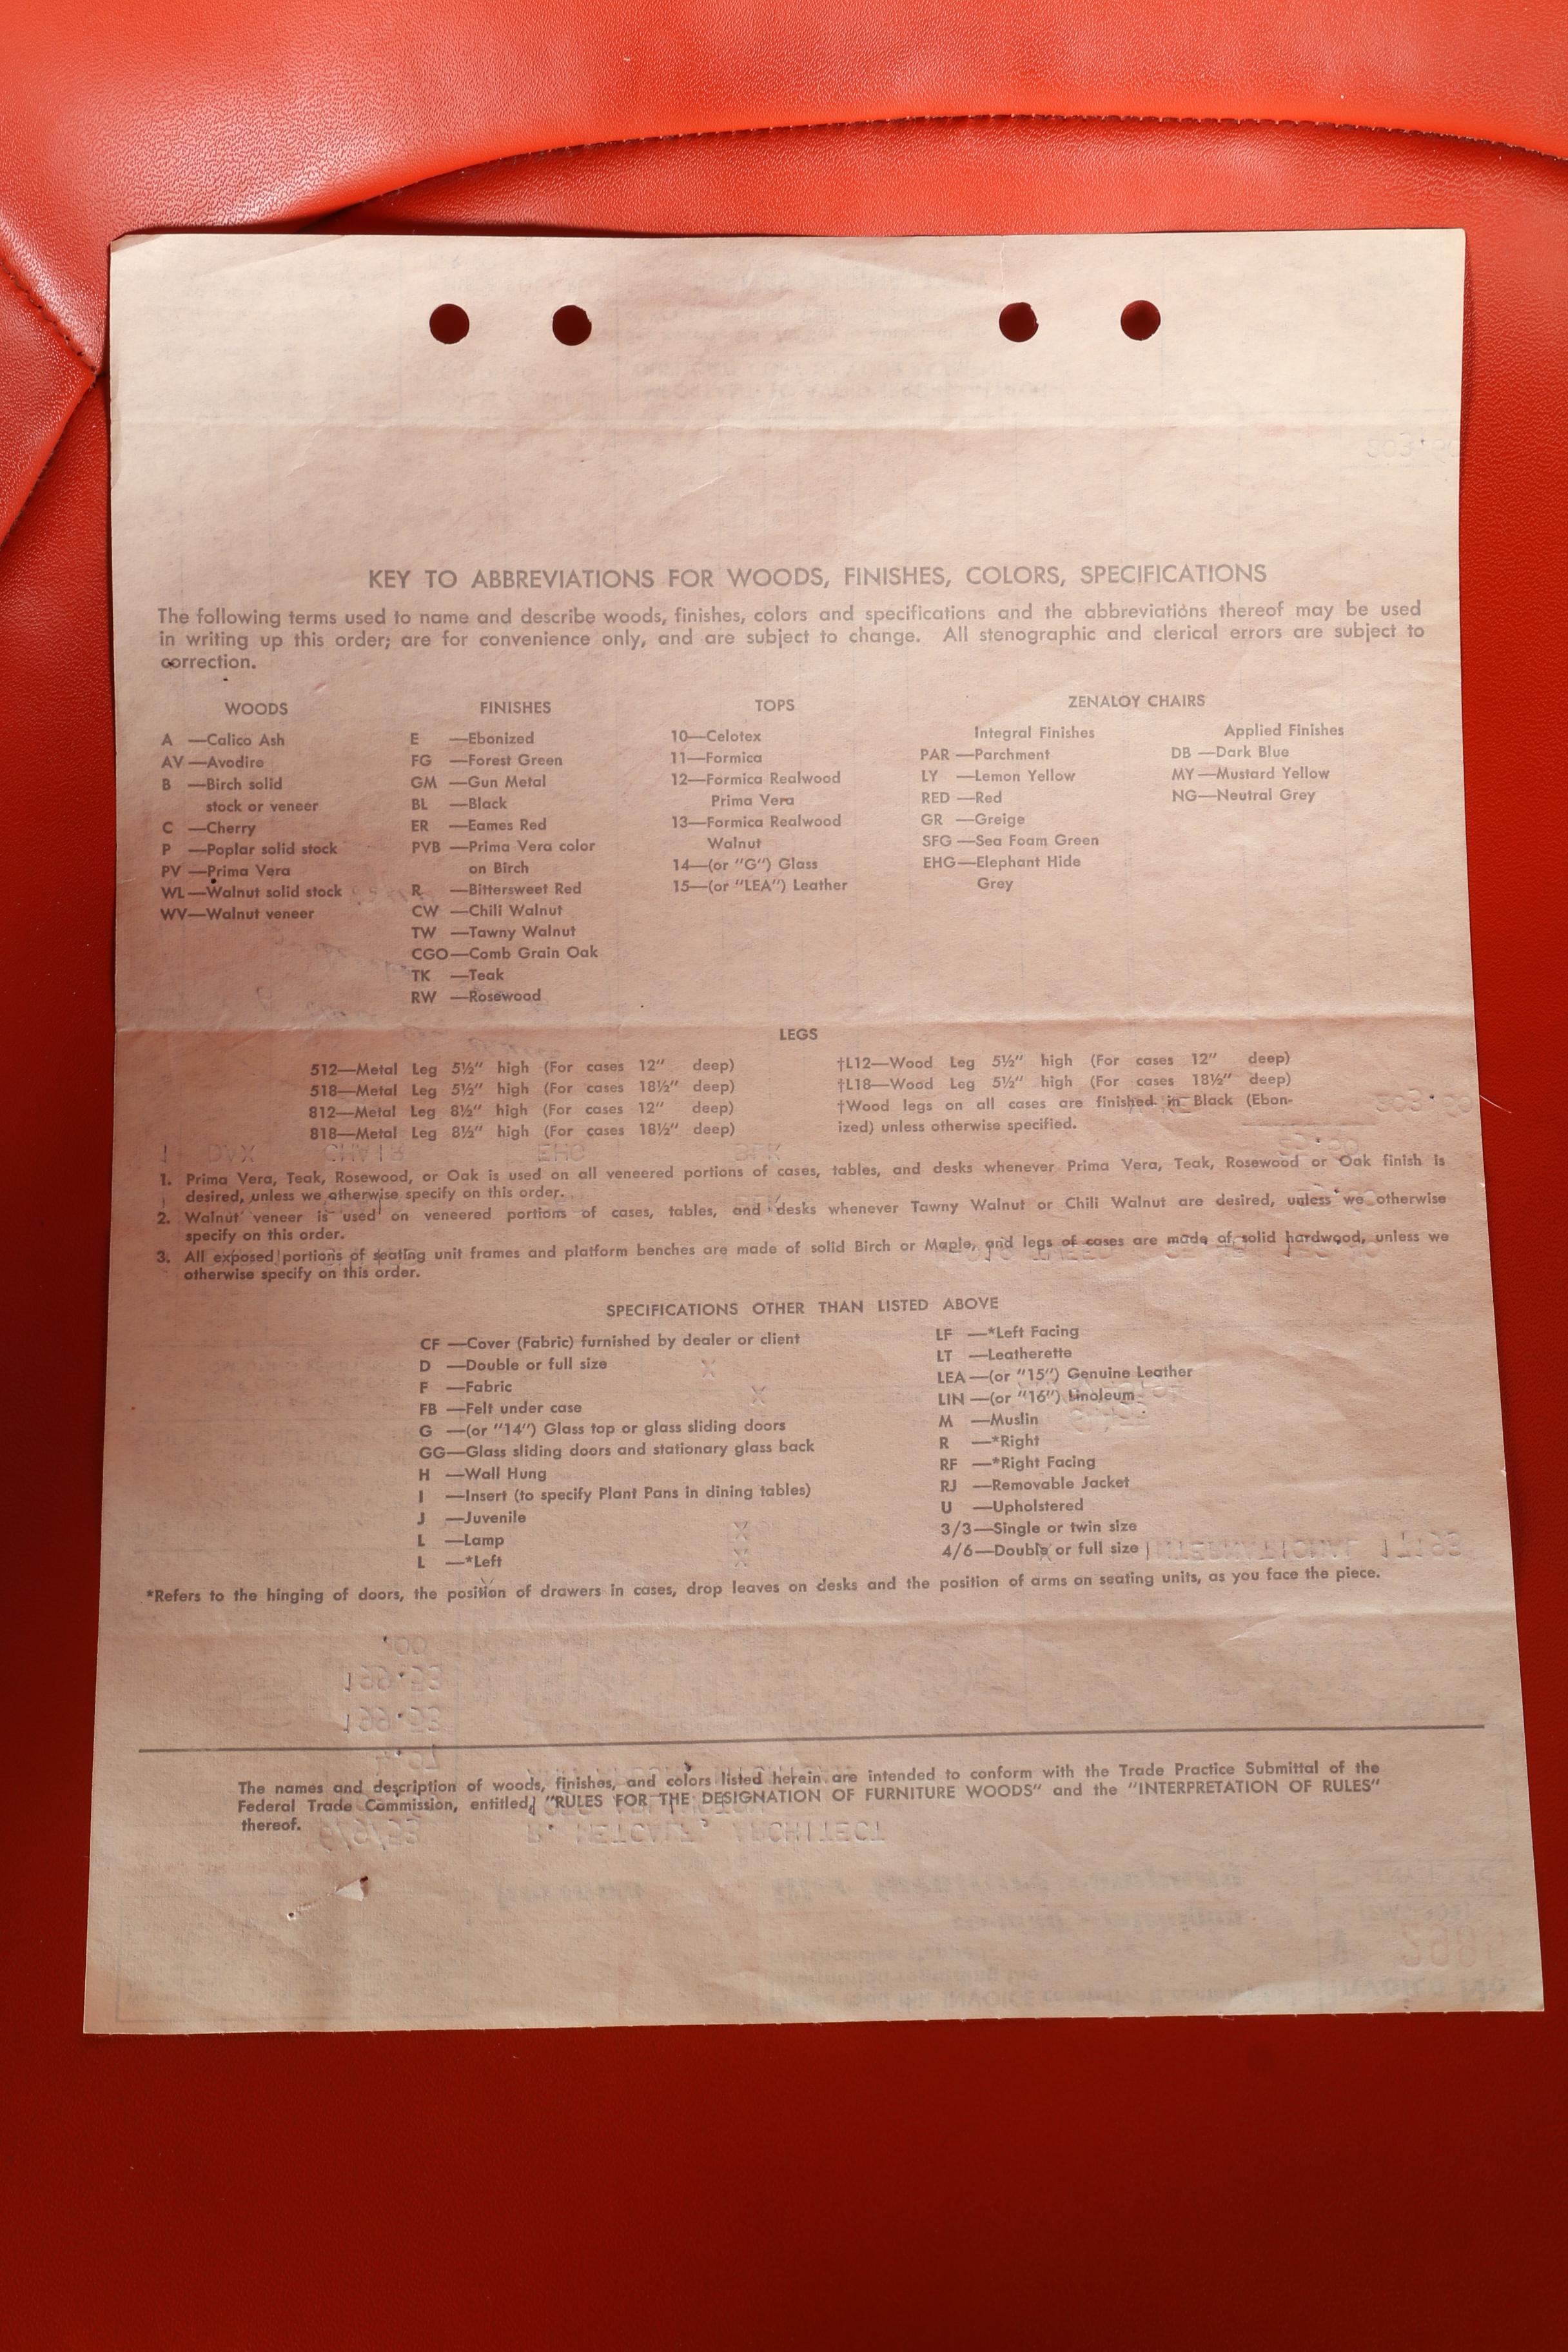 KEY TO ABBREVIATIONS FOR WOODS, FINISHES, COLORS, SPECIFICATIONS
The following terms used to name and describe woods, finishes, colors and specifications and the abbreviations thereof may be used
in writing up this order; are for convenience only, and are subject to change. All stenographic and clerical errors are subject to
correction.
WOODS
A —Calico Ash
AV—Avodire
B —Birch solid
stock or veneer
C —Cherry
P —Poplar solid stock
PV —Prima Vera
WL—Walnut solid stock
WV—Walnut veneer
FINISHES
E —Ebonized
FG —Forest Green
GM —Gun Metal
BL —Black
ER —Eames Red
PVB —Prima Vera color
on Birch
R —Bittersweet Red
CW —Chili Walnut
TW —Tawny Walnut
CGO—Comb Grain Oak
TK —Teak
RW —Rosewood
TOPS
10—Celotex
11—Formica
12—Formica Realwood
Prima Vera
13—Formica Realwood
Walnut
14—(or "G") Glass
15—(or "LEA") Leather
ZENALOY CHAIRS
Integral Finishes
PAR —Parchment
LY —Lemon Yellow
RED —Red
GR —Greige
SFG —Sea Foam Green
EHG—Elephant Hide
Grey
Applied Finishes
DB —Dark Blue
MY —Mustard Yellow
NG—Neutral Grey
LEGS
512—Metal Leg 5½" high (For cases 12" deep)
518—Metal Leg 5½" high (For cases 18½" deep)
812—Metal Leg 8½" high (For cases 12" deep)
818—Metal Leg 8½" high (For cases 18½" deep)
†L12—Wood Leg 5½" high (For cases 12" deep)
†L18—Wood Leg 5½" high (For cases 18½" deep)
†Wood legs on all cases are finished in Black (Ebon-
ized) unless otherwise specified.
1. Prima Vera, Teak, Rosewood, or Oak is used on all veneered portions of cases, tables, and desks whenever Prima Vera, Teak, Rosewood or Oak finish is
desired, unless we otherwise specify on this order.
2. Walnut veneer is used on veneered portions of cases, tables, and desks whenever Tawny Walnut or Chili Walnut are desired, unless we otherwise
specify on this order.
3. All exposed portions of seating unit frames and platform benches are made of solid Birch or Maple, and legs of cases are made of solid hardwood, unless we
otherwise specify on this order.
SPECIFICATIONS OTHER THAN LISTED ABOVE
CF —Cover (Fabric) furnished by dealer or client
D —Double or full size
F —Fabric
FB —Felt under case
G —(or "14") Glass top or glass sliding doors
GG—Glass sliding doors and stationary glass back
H —Wall Hung
I —Insert (to specify Plant Pans in dining tables)
J —Juvenile
L —Lamp
L —*Left
LF —*Left Facing
LT —Leatherette
LEA —(or "15") Genuine Leather
LIN —(or "16") Linoleum
M —Muslin
R —*Right
RF —*Right Facing
RJ —Removable Jacket
U —Upholstered
3/3—Single or twin size
4/6—Double or full size
*Refers to the hinging of doors, the position of drawers in cases, drop leaves on desks and the position of arms on seating units, as you face the piece.
The names and description of woods, finishes, and colors listed herein are intended to conform with the Trade Practice Submittal of the
Federal Trade Commission, entitled, "RULES FOR THE DESIGNATION OF FURNITURE WOODS" and the "INTERPRETATION OF RULES"
thereof.